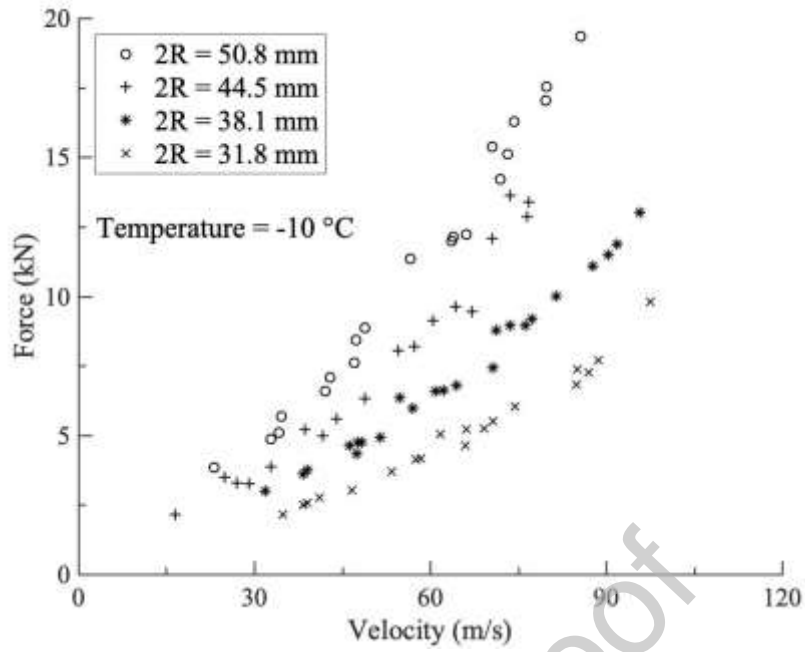 20
15
10
5
0
Force (kN)
○ 2R = 50.8 mm
+ 2R = 44.5 mm
✱ 2R = 38.1 mm
× 2R = 31.8 mm
Temperature = -10 °C
0 30 60 90 120
Velocity (m/s)
oof